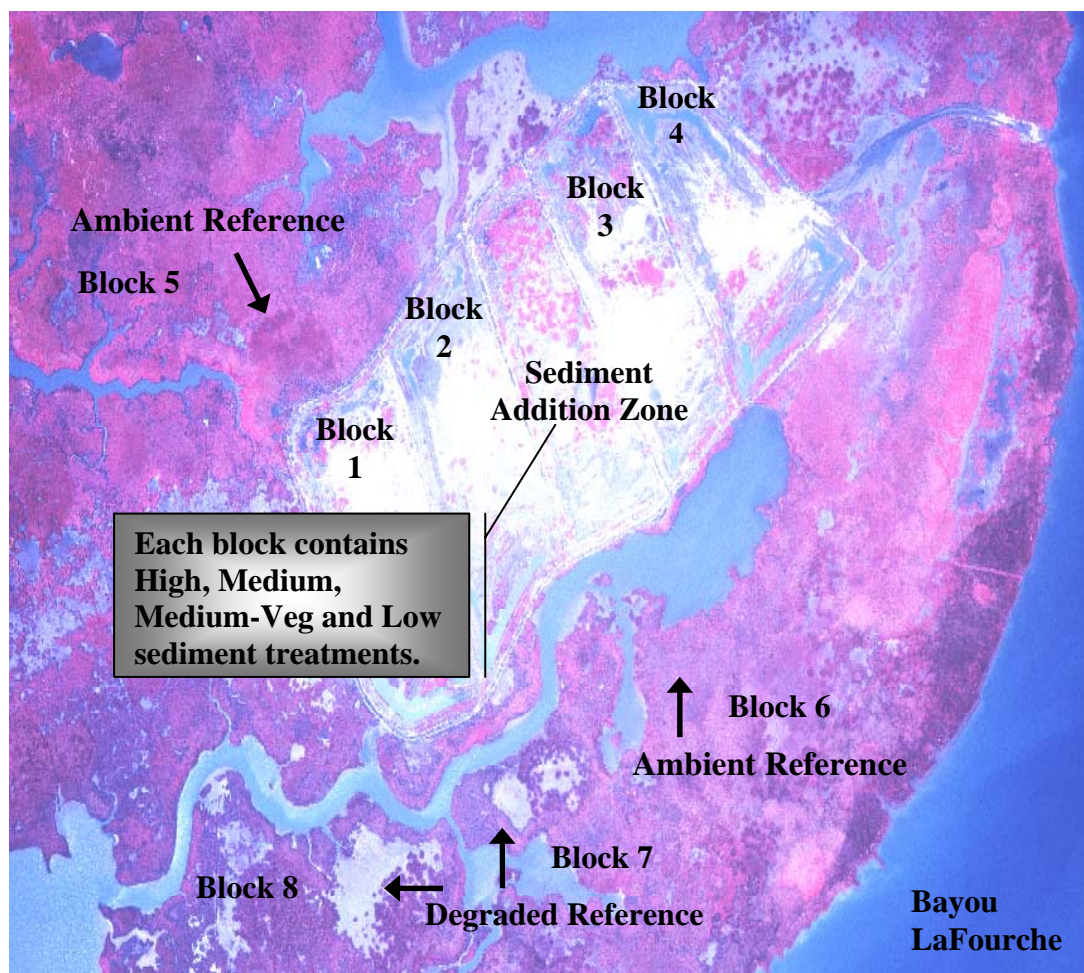 Block
4
Block
3
Ambient Reference
Block 5
Block
2
Sediment
Addition Zone
Block
1
Each block contains
High, Medium,
Medium-Veg and Low
sediment treatments.
Block 6
Ambient Reference
Block 7
Block 8
Degraded Reference
Bayou
LaFourche